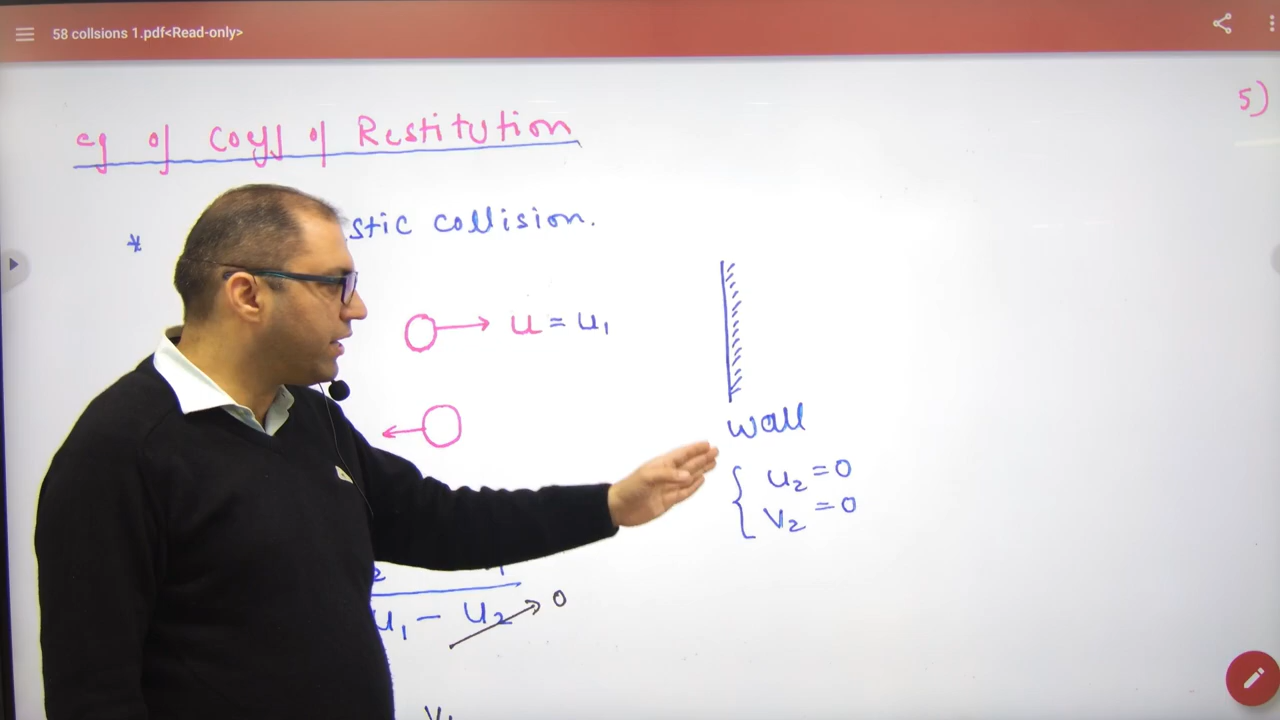 58 collsions 1.pdf<Read-only>
5)
eg of Coeff of Restitution
* stic collision.
u = u₁
wall
u₂ = 0
v₂ = 0
u₁ - u₂ → 0